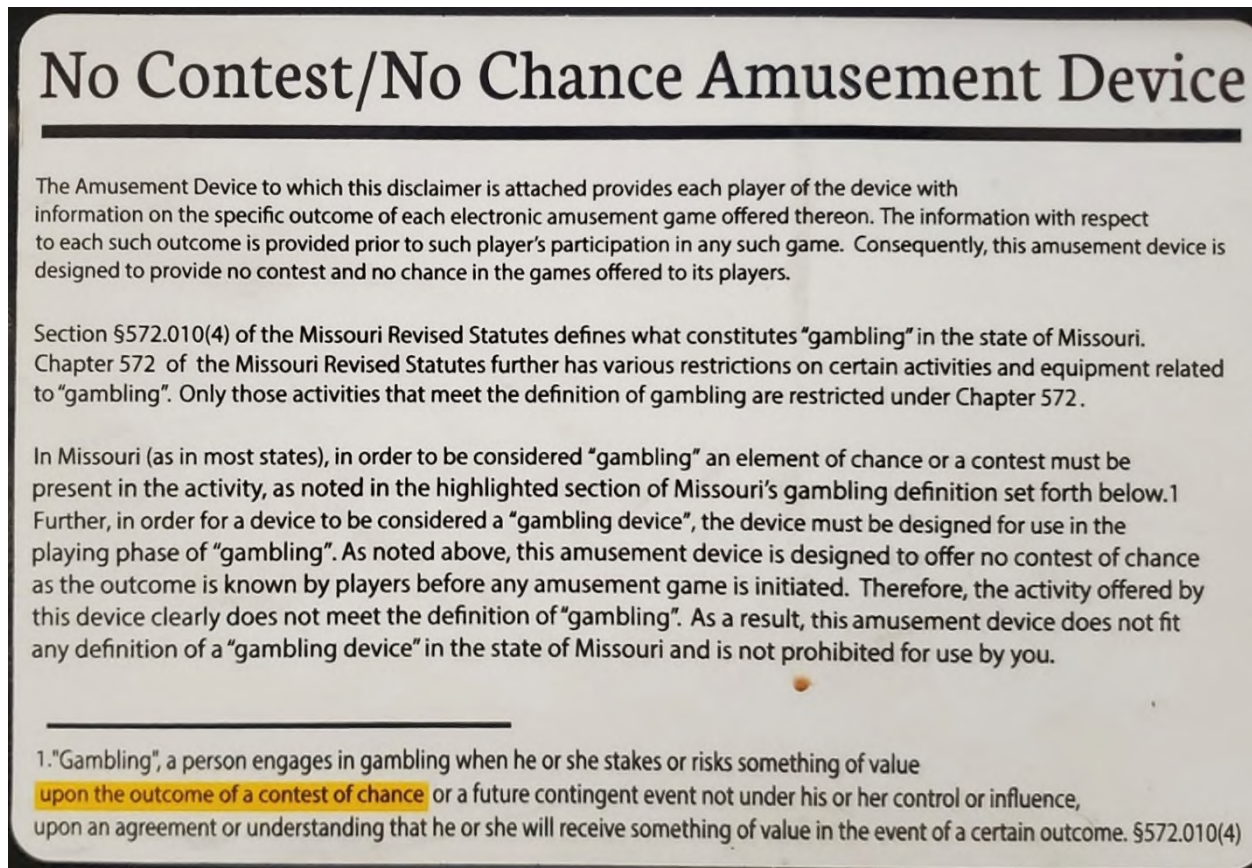 No Contest/No Chance Amusement Device
The Amusement Device to which this disclaimer is attached provides each player of the device with
information on the specific outcome of each electronic amusement game offered thereon. The information with respect
to each such outcome is provided prior to such player's participation in any such game. Consequently, this amusement device is
designed to provide no contest and no chance in the games offered to its players.
Section §572.010(4) of the Missouri Revised Statutes defines what constitutes "gambling" in the state of Missouri.
Chapter 572 of the Missouri Revised Statutes further has various restrictions on certain activities and equipment related
to "gambling". Only those activities that meet the definition of gambling are restricted under Chapter 572.
In Missouri (as in most states), in order to be considered "gambling" an element of chance or a contest must be
present in the activity, as noted in the highlighted section of Missouri's gambling definition set forth below.1
Further, in order for a device to be considered a "gambling device", the device must be designed for use in the
playing phase of "gambling". As noted above, this amusement device is designed to offer no contest of chance
as the outcome is known by players before any amusement game is initiated. Therefore, the activity offered by
this device clearly does not meet the definition of "gambling". As a result, this amusement device does not fit
any definition of a "gambling device" in the state of Missouri and is not prohibited for use by you.
1."Gambling", a person engages in gambling when he or she stakes or risks something of value
upon the outcome of a contest of chance or a future contingent event not under his or her control or influence,
upon an agreement or understanding that he or she will receive something of value in the event of a certain outcome. §572.010(4)